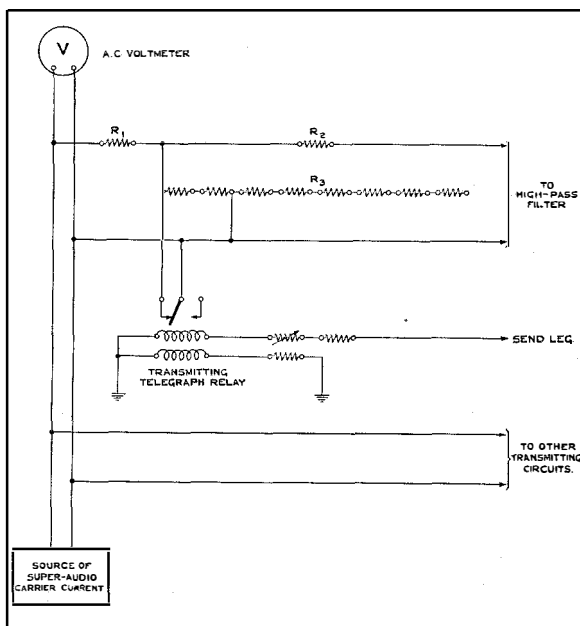 V
A.C. VOLTMETER
R1
R2
R3
TO
HIGH-PASS
FILTER
SEND LEG.
TRANSMITTING
TELEGRAPH RELAY
TO OTHER
TRANSMITTING
CIRCUITS.
SOURCE OF
SUPER-AUDIO
CARRIER CURRENT